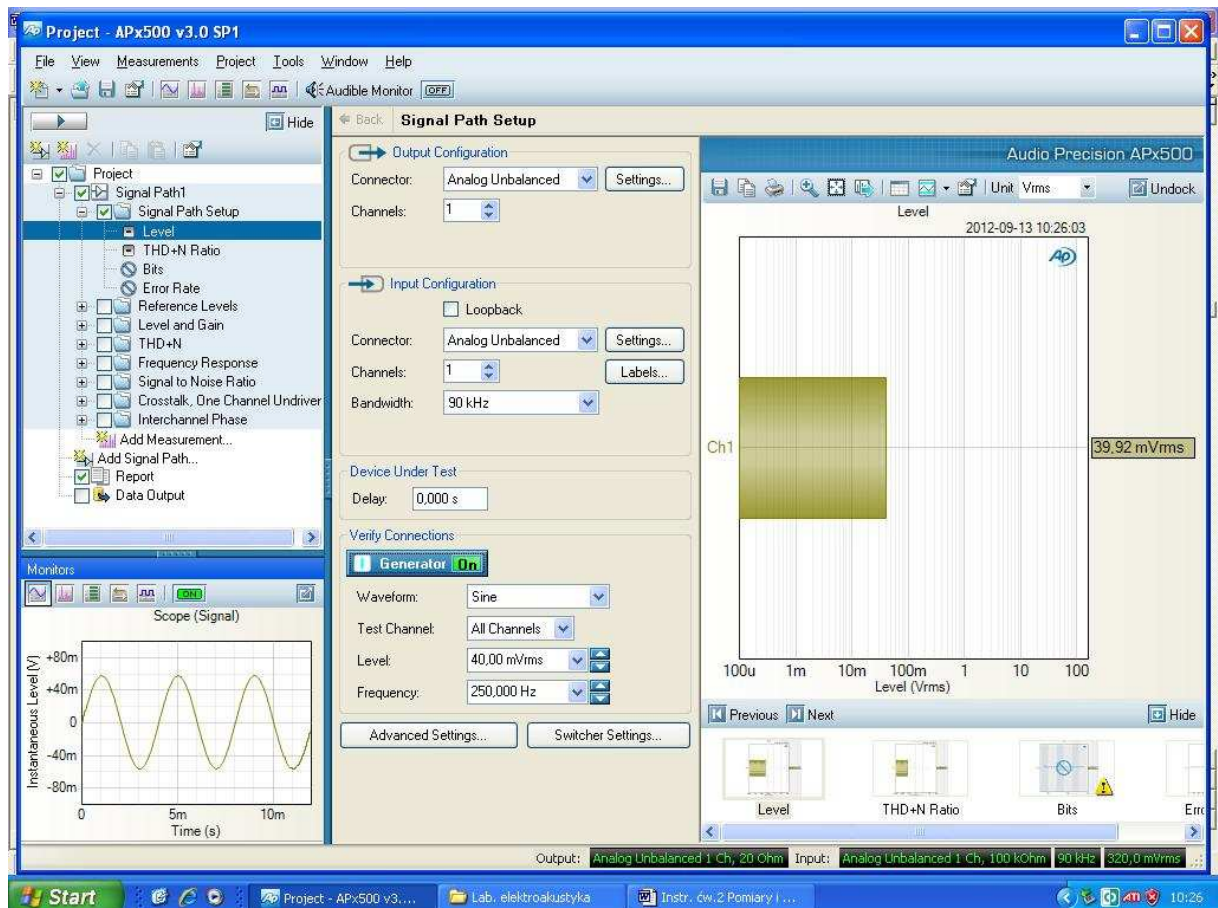 Project - APx500 v3.0 SP1
File View Measurements Project Tools Window Help
Audible Monitor OFF
Hide
Project
Signal Path1
Signal Path Setup
Level
THD+N Ratio
Bits
Error Rate
Reference Levels
Level and Gain
THD+N
Frequency Response
Signal to Noise Ratio
Crosstalk, One Channel Undriver
Interchannel Phase
Add Measurement...
Add Signal Path...
Report
Data Output
Monitors
ON
Scope (Signal)
Instantaneous Level (V)
+80m
+40m
0
-40m
-80m
0 5m 10m
Time (s)
Back Signal Path Setup
Output Configuration
Connector: Analog Unbalanced Settings...
Channels: 1
Input Configuration
Loopback
Connector: Analog Unbalanced Settings...
Channels: 1 Labels...
Bandwidth: 90 kHz
Device Under Test
Delay: 0,000 s
Verify Connections
Generator On
Waveform: Sine
Test Channel: All Channels
Level: 40,00 mVrms
Frequency: 250,000 Hz
Advanced Settings... Switcher Settings...
Audio Precision APx500
Unit Vrms Undock
Level
2012-09-13 10:26:03
AP
Ch1
39,92 mVrms
100u 1m 10m 100m 1 10 100
Level (Vrms)
Previous Next Hide
Level THD+N Ratio Bits Erro
Output: Analog Unbalanced 1 Ch, 20 Ohm Input: Analog Unbalanced 1 Ch, 100 kOhm 90 kHz 320,0 mVrms
Start Project - APx500 v3.... Lab. elektroakustyka Instr. ćw.2 Pomiary i ... 10:26